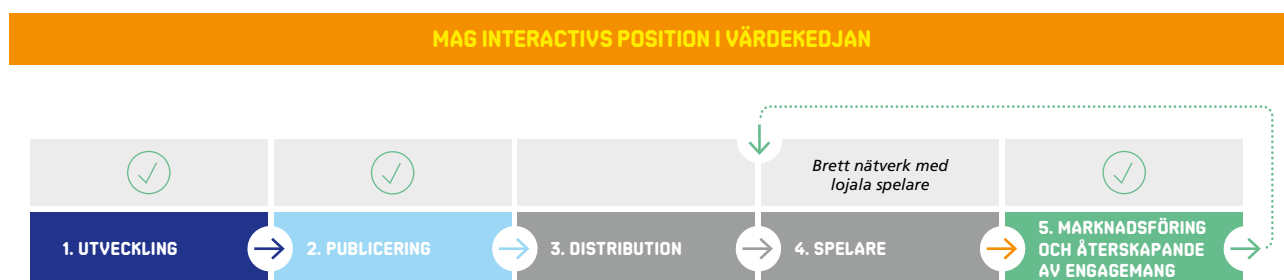 MAG INTERACTIVS POSITION I VÄRDEKEDJAN
Brett nätverk med
lojala spelare
1. UTVECKLING
2. PUBLICERING
3. DISTRIBUTION
4. SPELARE
5. MARKNADSFÖRING
OCH ÅTERSKAPANDE
AV ENGAGEMANG